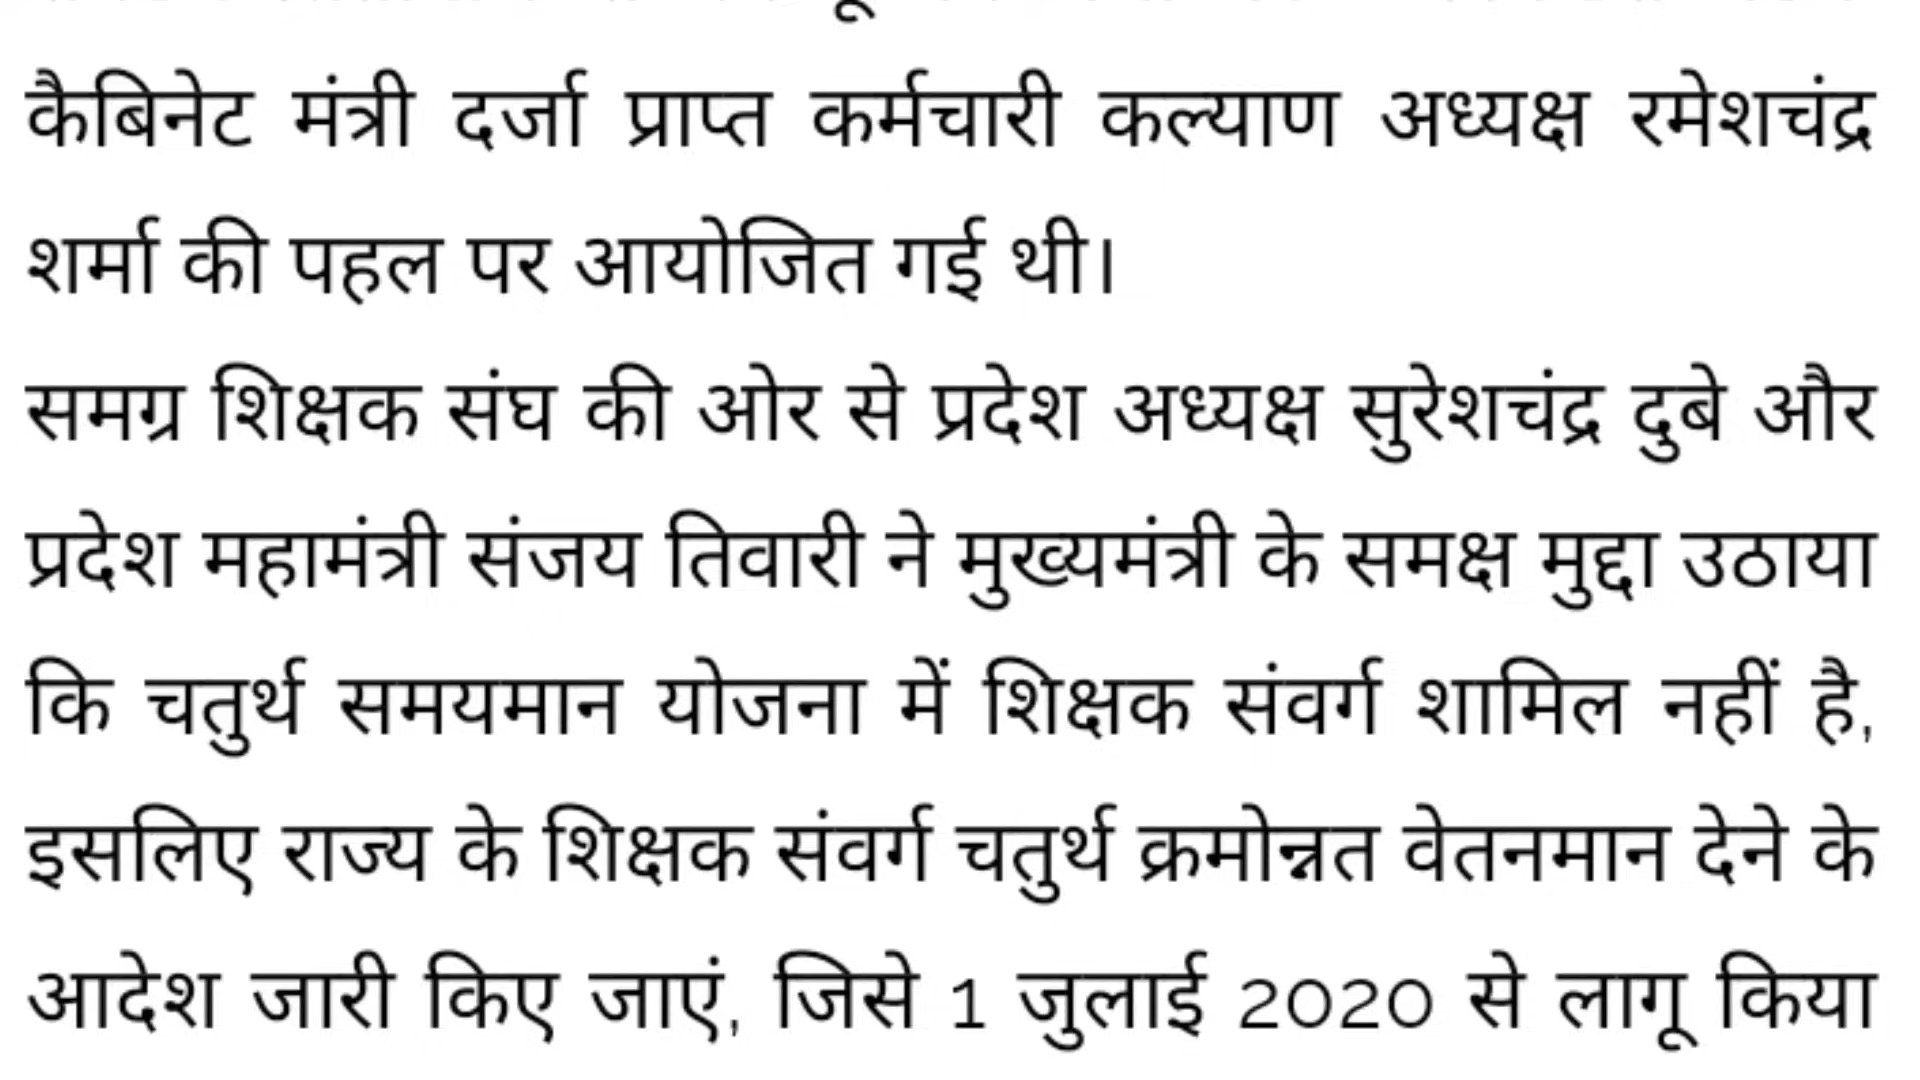 कैबिनेट मंत्री दर्जा प्राप्त कर्मचारी कल्याण अध्यक्ष रमेशचंद्र
शर्मा की पहल पर आयोजित गई थी।
समग्र शिक्षक संघ की ओर से प्रदेश अध्यक्ष सुरेशचंद्र दुबे और
प्रदेश महामंत्री संजय तिवारी ने मुख्यमंत्री के समक्ष मुद्दा उठाया
कि चतुर्थ समयमान योजना में शिक्षक संवर्ग शामिल नहीं है,
इसलिए राज्य के शिक्षक संवर्ग चतुर्थ क्रमोन्नत वेतनमान देने के
आदेश जारी किए जाएं, जिसे 1 जुलाई 2020 से लागू किया